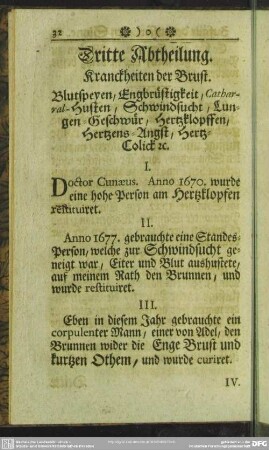 32 )o(
Dritte Abtheilung.
Kranckheiten der Brust.
Blutspeyen, Engbrüstigkeit, Cathar-
ral-Husten, Schwindsucht, Lun-
gen Geschwür, Hertzklopffen,
Hertzens-Angst, Hertz-
Colick ꝛc.
I.
Doctor Cunæus. Anno 1670. wurde
eine hohe Person am Hertzklopffen
restituiret.
II.
Anno 1677. gebrauchte eine Standes-
Person, welche zur Schwindsucht ge-
neigt war, Eiter und Blut aushustete,
auf meinem Rath den Brunnen, und
wurde restituiret.
III.
Eben in diesem Jahr gebrauchte ein
corpulenter Mann, einer von Adel, den
Brunnen wider die Enge Brust und
kurtzen Othem, und wurde curiret.
IV.